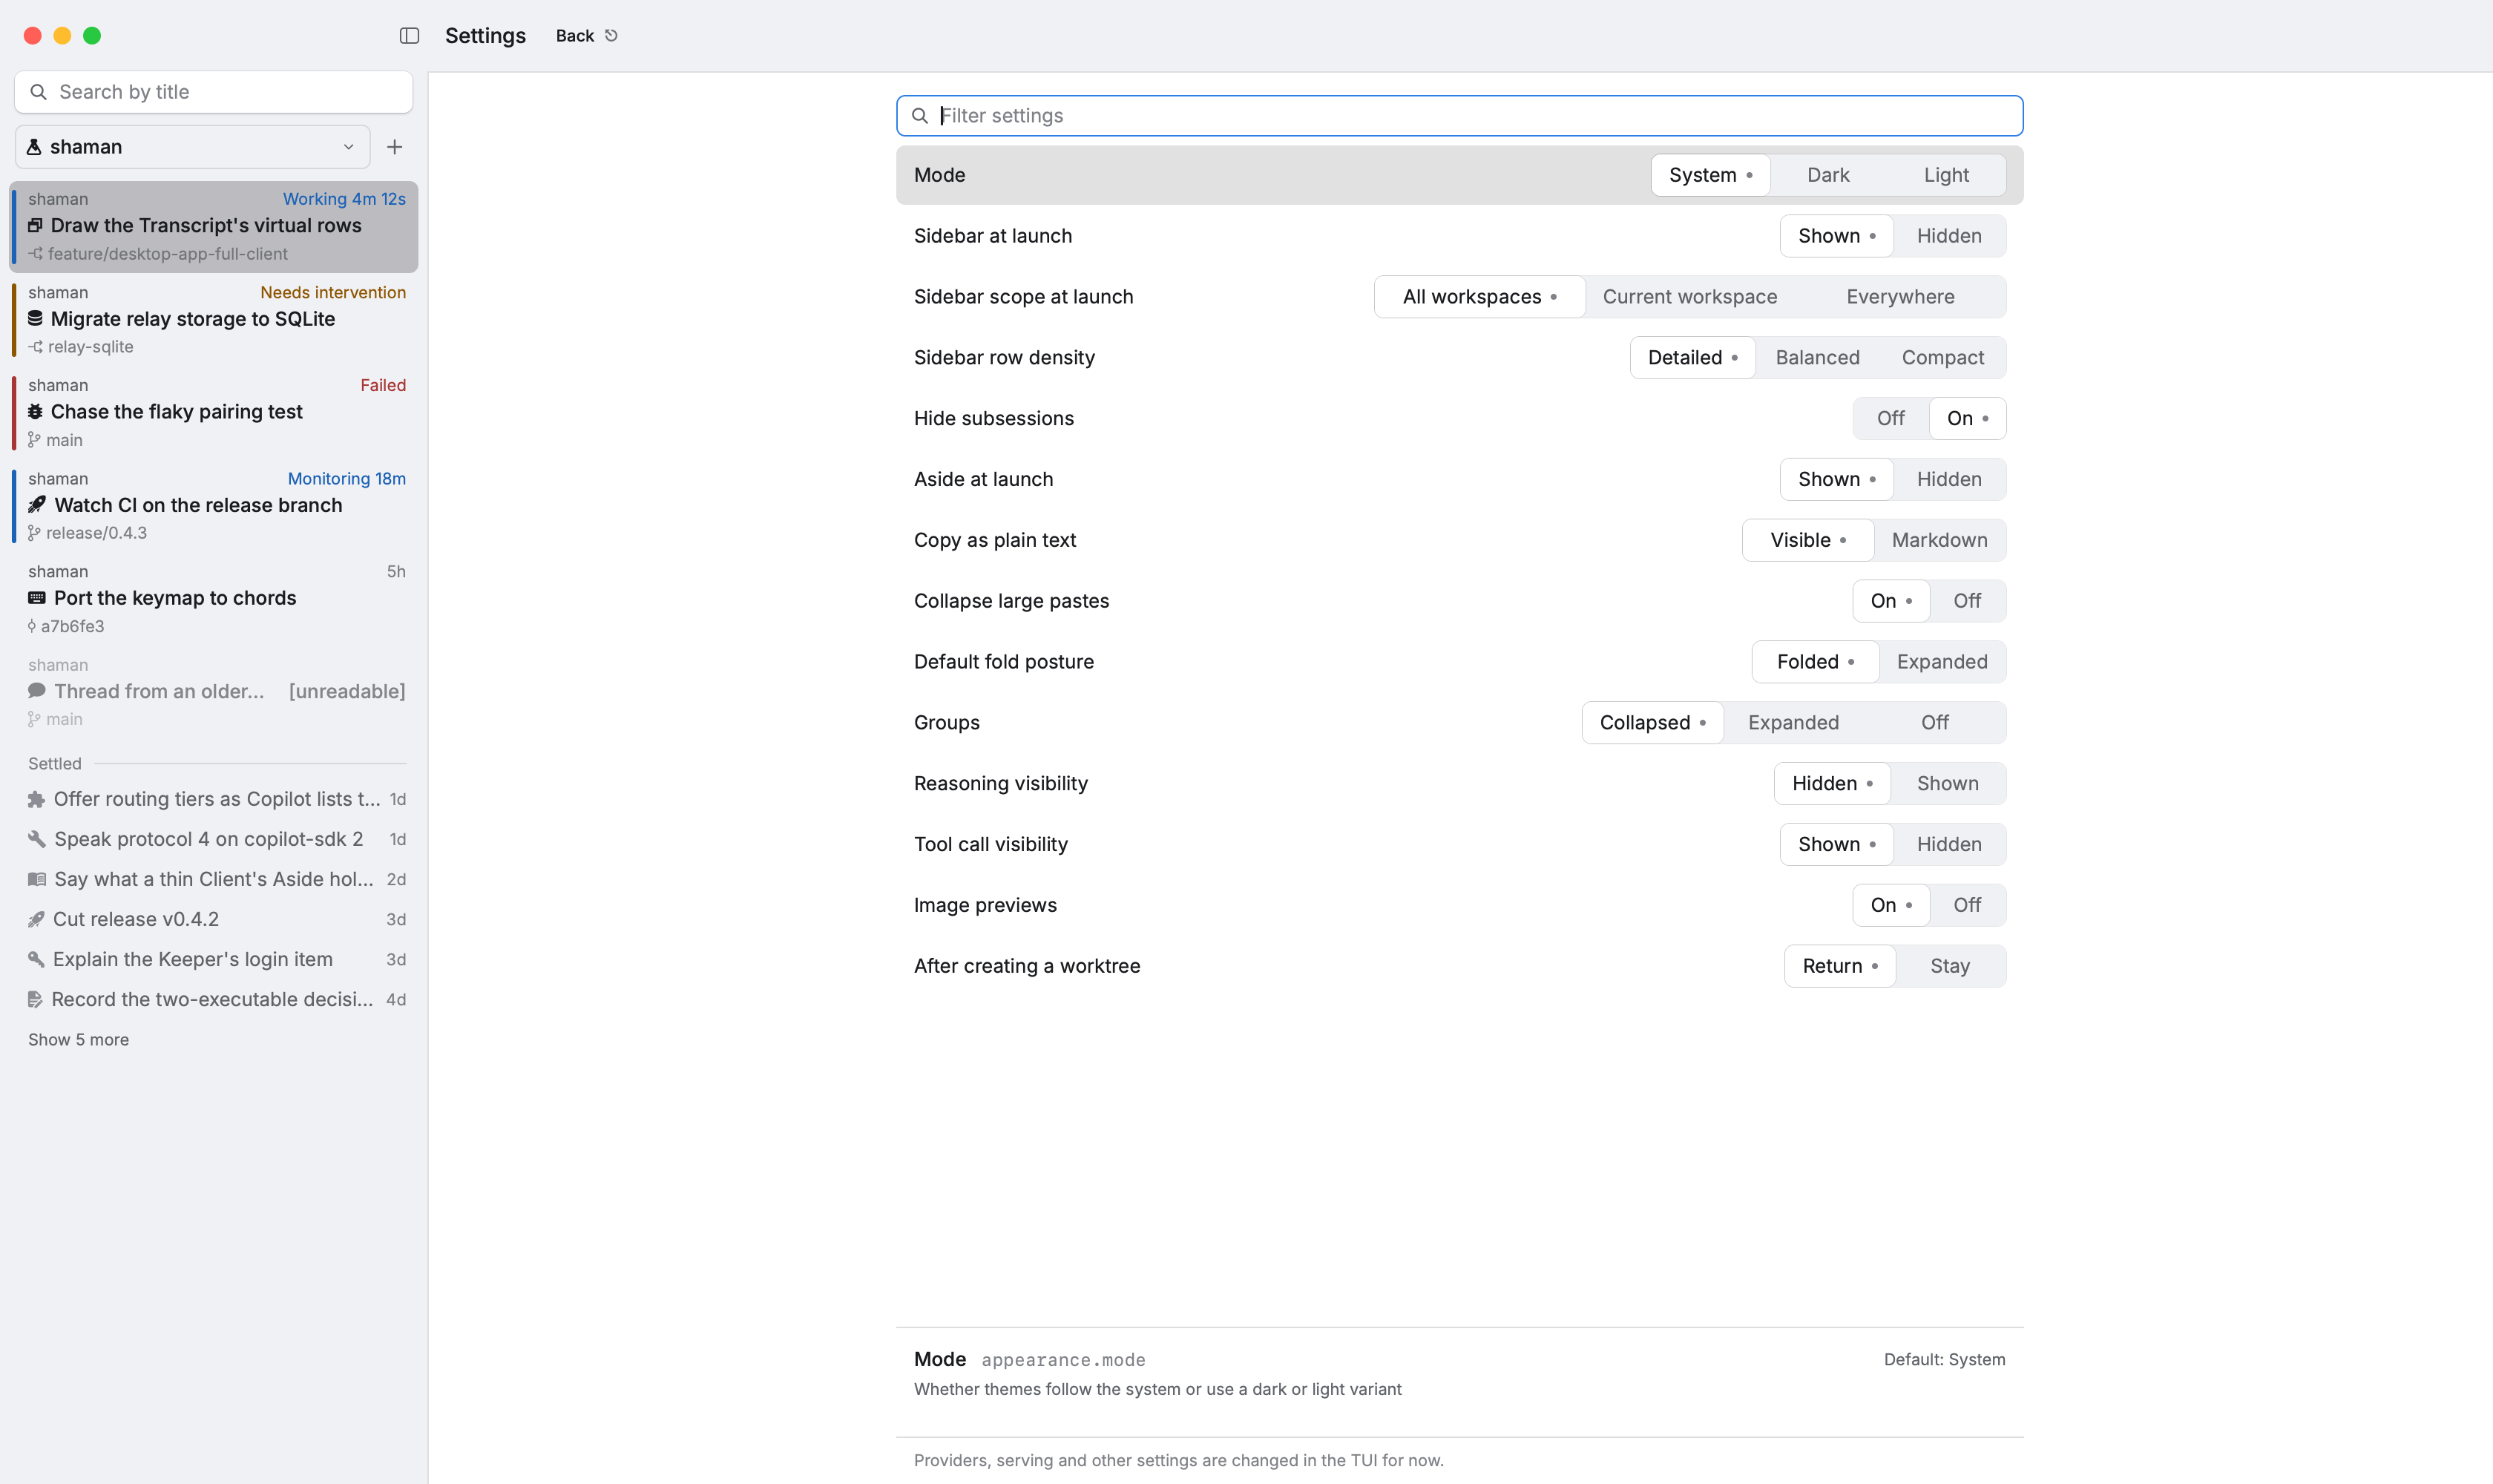 Settings
Back
Search by title
shaman
shaman
Working 4m 12s
Draw the Transcript's virtual rows
feature/desktop-app-full-client
shaman
Needs intervention
Migrate relay storage to SQLite
relay-sqlite
shaman
Failed
Chase the flaky pairing test
main
shaman
Monitoring 18m
Watch CI on the release branch
release/0.4.3
shaman
5h
Port the keymap to chords
a7b6fe3
shaman
Thread from an older... [unreadable]
main
Settled
Offer routing tiers as Copilot lists t... 1d
Speak protocol 4 on copilot-sdk 2 1d
Say what a thin Client's Aside hol... 2d
Cut release v0.4.2 3d
Explain the Keeper's login item 3d
Record the two-executable decisi... 4d
Show 5 more
Filter settings
Mode System • Dark Light
Sidebar at launch Shown • Hidden
Sidebar scope at launch All workspaces • Current workspace Everywhere
Sidebar row density Detailed • Balanced Compact
Hide subsessions Off On •
Aside at launch Shown • Hidden
Copy as plain text Visible • Markdown
Collapse large pastes On • Off
Default fold posture Folded • Expanded
Groups Collapsed • Expanded Off
Reasoning visibility Hidden • Shown
Tool call visibility Shown • Hidden
Image previews On • Off
After creating a worktree Return • Stay
Mode appearance.mode Default: System
Whether themes follow the system or use a dark or light variant
Providers, serving and other settings are changed in the TUI for now.